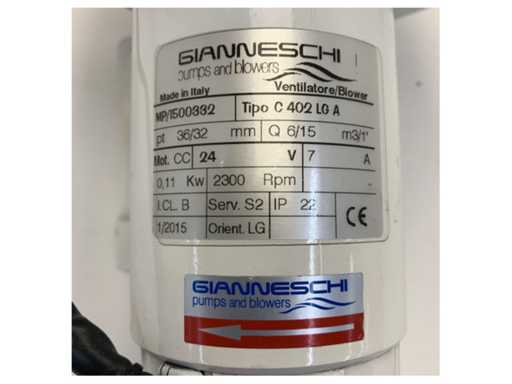 GIANNESCHI
pumps and blowers
Made in Italy Ventilatore/Blower
MP/1500332 Tipo C 402 LG A
pt 36/32 mm Q 6/15 m3/1'
Mot. CC 24 V 7 A
0,11 Kw 2300 Rpm -
I.CL. B Serv. S2 IP 22 CE
1/2015 Orient. LG
GIANNESCHI
pumps and blowers